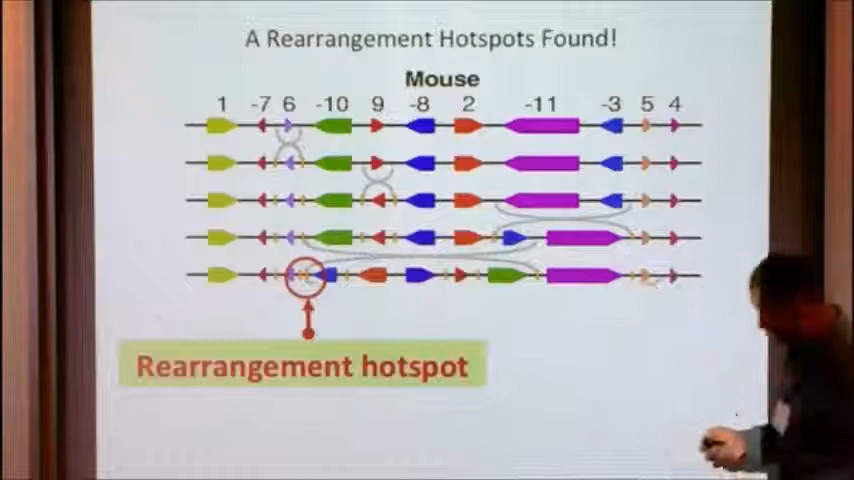 A Rearrangement Hotspots Found!
Mouse
1 -7 6 -10 9 -8 2 -11 -3 5 4
Rearrangement hotspot